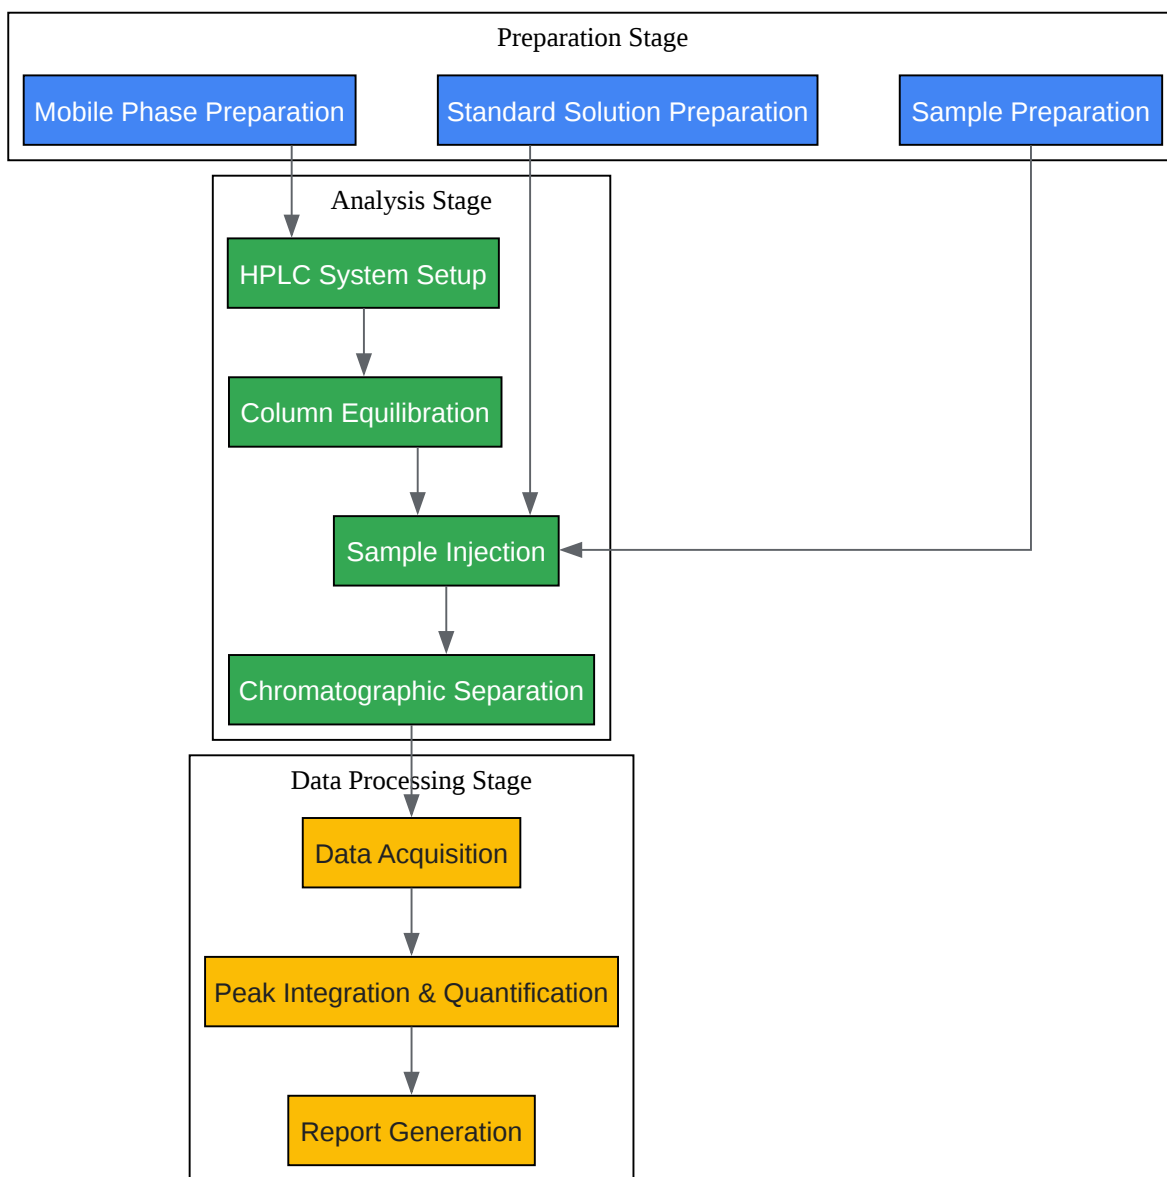 Preparation Stage
Mobile Phase Preparation
Standard Solution Preparation
Sample Preparation
Analysis Stage
HPLC System Setup
Column Equilibration
Sample Injection
Chromatographic Separation
Data Processing Stage
Data Acquisition
Peak Integration & Quantification
Report Generation